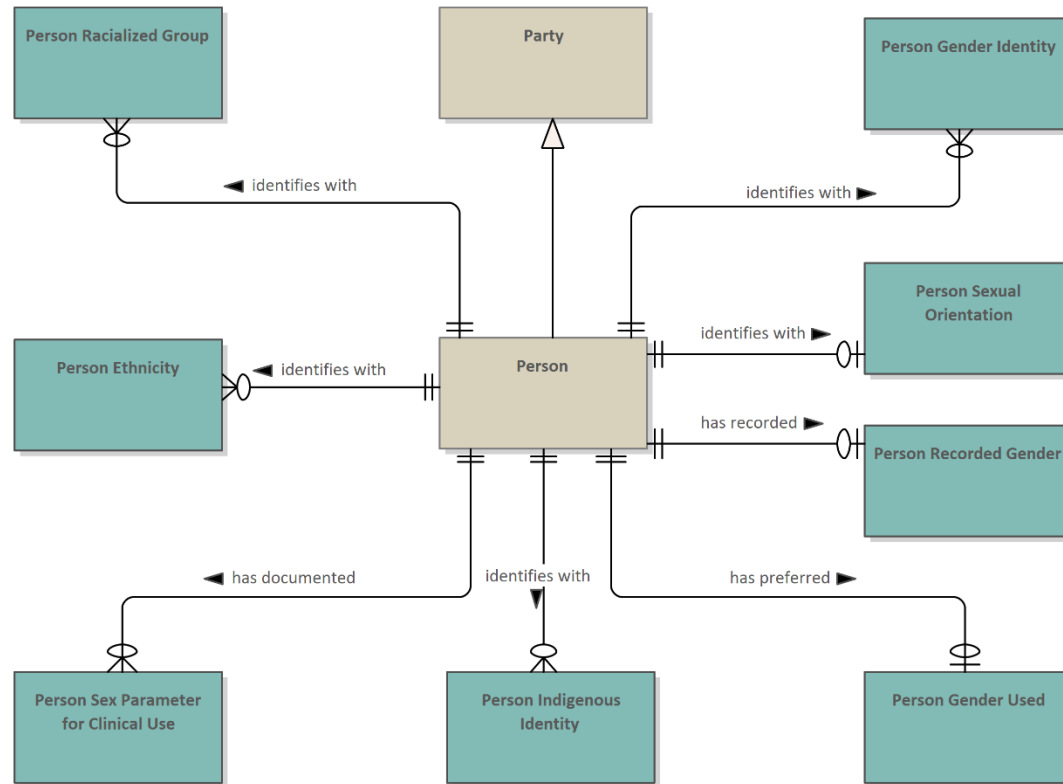 Person Racialized Group
Party
Person Gender Identity
identifies with
identifies with
Person Sexual
Orientation
identifies with
Person Ethnicity
identifies with
Person
has recorded
Person Recorded Gender
has documented
identifies with
has preferred
Person Sex Parameter
for Clinical Use
Person Indigenous
Identity
Person Gender Used